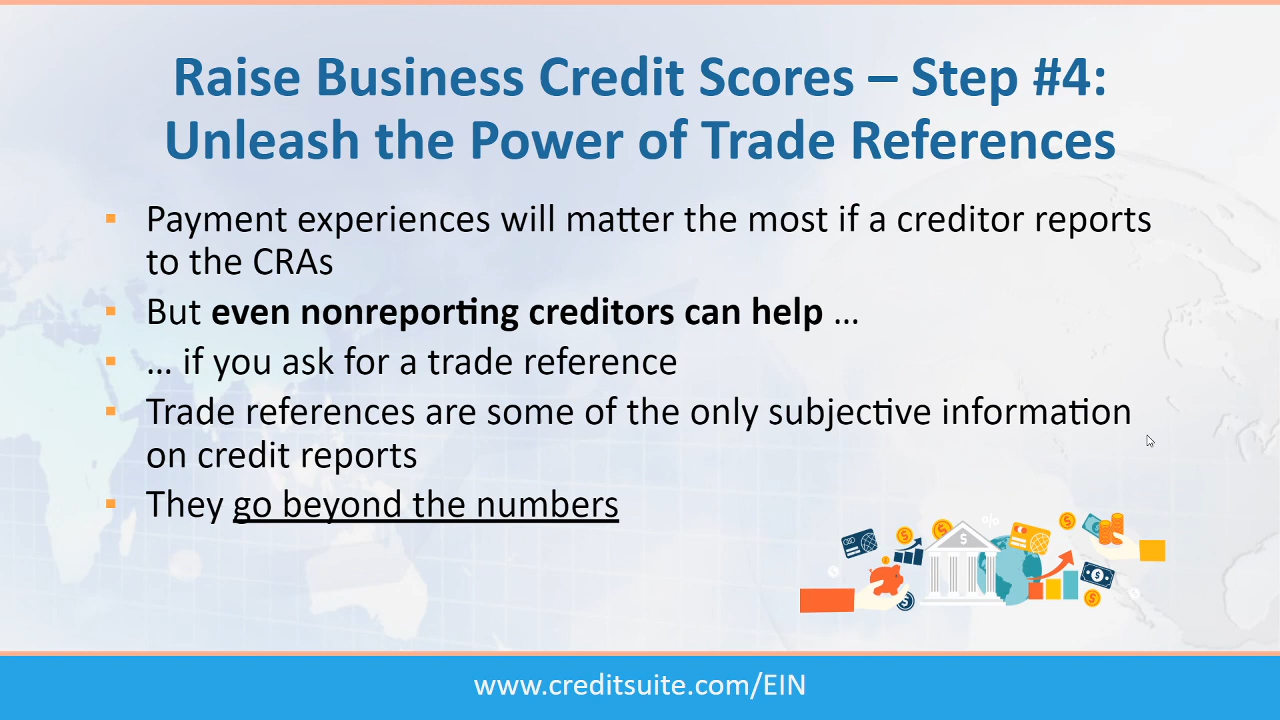 Raise Business Credit Scores – Step #4:
Unleash the Power of Trade References
▪ Payment experiences will matter the most if a creditor reports
to the CRAs
▪ But even nonreporting creditors can help …
▪ … if you ask for a trade reference
▪ Trade references are some of the only subjective information
on credit reports
▪ They go beyond the numbers
www.creditsuite.com/EIN